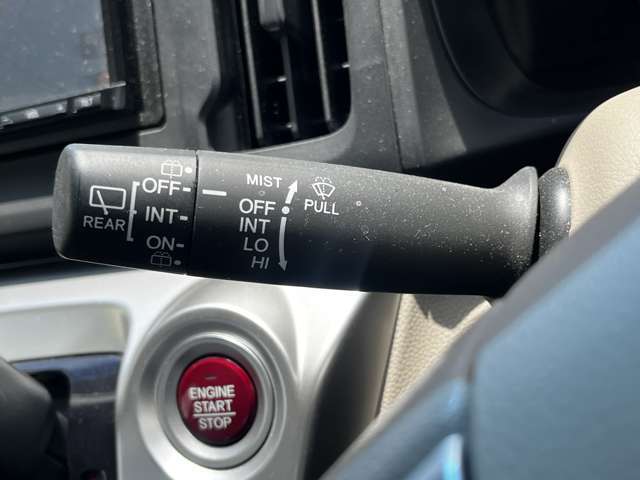 REAR
OFF
INT
ON
MIST
OFF
INT
LO
HI
PULL
ENGINE
START
STOP